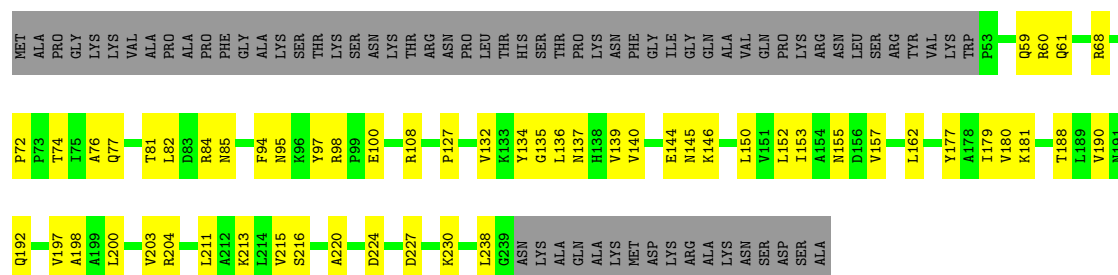 MET ALA PRO GLY LYS LYS VAL ALA PRO ALA PRO PHE GLY ALA LYS SER THR LYS SER ASN LYS THR ARG ASN PRO LEU THR HIS SER THR PRO LYS ASN PHE GLY ILE GLY GLN ALA VAL GLN PRO LYS ARG ASN LEU SER ARG TYR VAL LYS TRP P53 Q59 R60 Q61 R68
P72 P73 T74 I75 A76 Q77 T81 L82 D83 R84 N85 F94 N95 K96 Y97 R98 P99 E100 R108 P127 V132 K133 Y134 G135 L136 N137 H138 V139 V140 E144 N145 K146 L150 V151 L152 I153 A154 N155 D156 V157 L162 Y177 A178 I179 V180 K181 T188 L189 V190 N191
Q192 V197 A198 A199 L200 V203 R204 L211 A212 K213 L214 V215 S216 A220 D224 D227 K230 L238 G239 ASN LYS ALA GLN ALA LYS MET ASP LYS ARG ALA LYS ASN SER ASP SER ALA